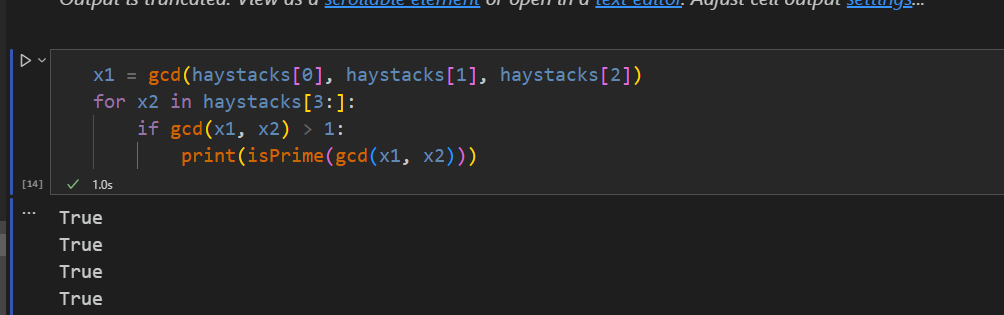 Output is truncated. View as a scrollable element or open in a text editor. Adjust cell output settings...
x1 = gcd(haystacks[0], haystacks[1], haystacks[2])
for x2 in haystacks[3:]:
    if gcd(x1, x2) > 1:
        print(isPrime(gcd(x1, x2)))
[14] ✓ 1.0s
... True
True
True
True